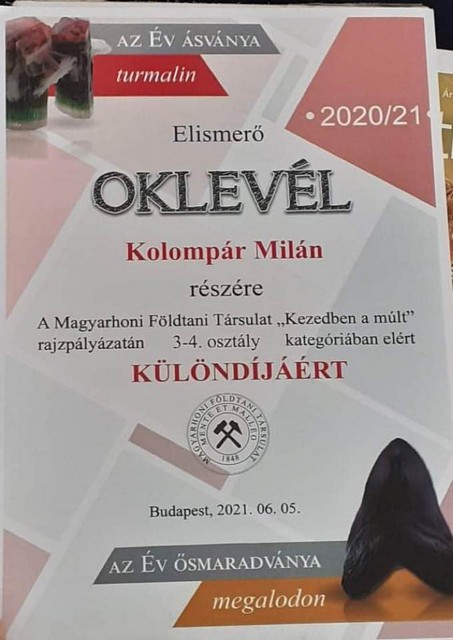 AZ ÉV ÁSVÁNYA
turmalin
• 2020/21 •
Elismerő
OKLEVÉL
Kolompár Milán
részére
A Magyarhoni Földtani Társulat „Kezedben a múlt”
rajzpályázatán 3-4. osztály kategóriában elért
KÜLÖNDÍJÁÉRT
MAGYARHONI FÖLDTANI TÁRSULAT
MENTE ET MALLEO
1848
Budapest, 2021. 06. 05.
AZ ÉV ŐSMARADVÁNYA
megalodon